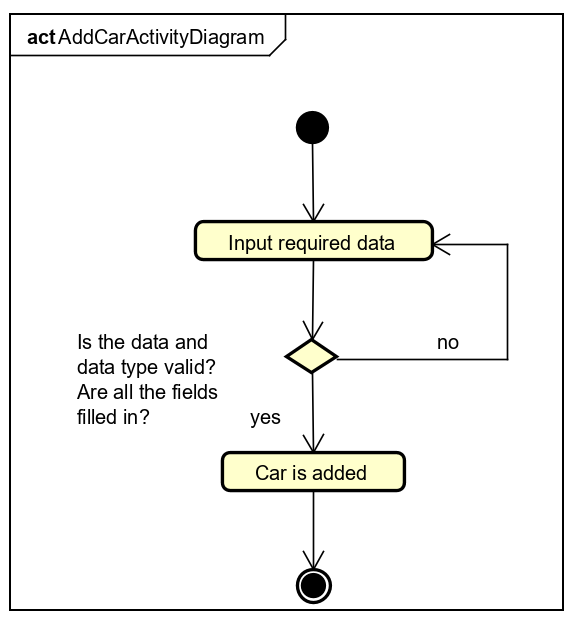 act AddCarActivityDiagram
Input required data
no
Is the data and
data type valid?
Are all the fields
filled in?
yes
Car is added